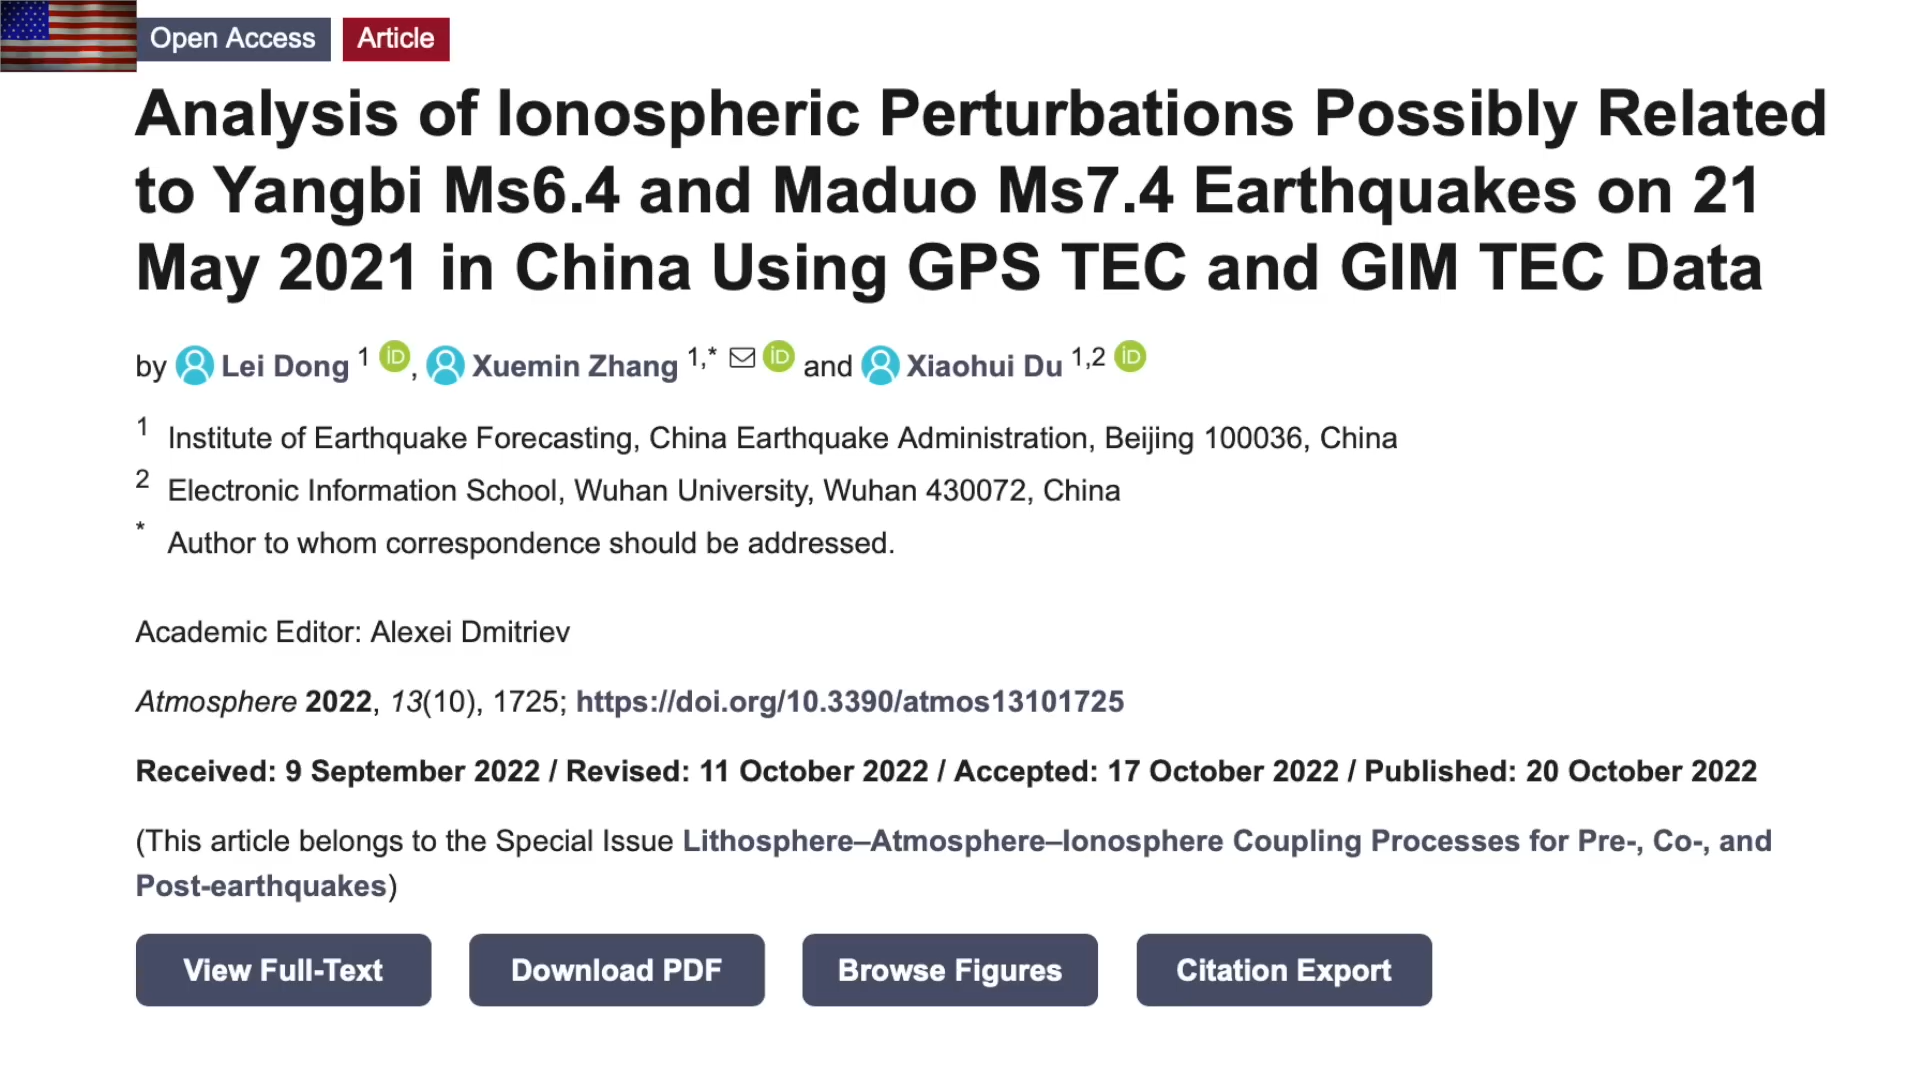 Open Access Article
Analysis of Ionospheric Perturbations Possibly Related
to Yangbi Ms6.4 and Maduo Ms7.4 Earthquakes on 21
May 2021 in China Using GPS TEC and GIM TEC Data
by Lei Dong 1 iD, Xuemin Zhang 1,* iD and Xiaohui Du 1,2 iD
1 Institute of Earthquake Forecasting, China Earthquake Administration, Beijing 100036, China
2 Electronic Information School, Wuhan University, Wuhan 430072, China
* Author to whom correspondence should be addressed.
Academic Editor: Alexei Dmitriev
Atmosphere 2022, 13(10), 1725; https://doi.org/10.3390/atmos13101725
Received: 9 September 2022 / Revised: 11 October 2022 / Accepted: 17 October 2022 / Published: 20 October 2022
(This article belongs to the Special Issue Lithosphere–Atmosphere–Ionosphere Coupling Processes for Pre-, Co-, and
Post-earthquakes)
View Full-Text Download PDF Browse Figures Citation Export